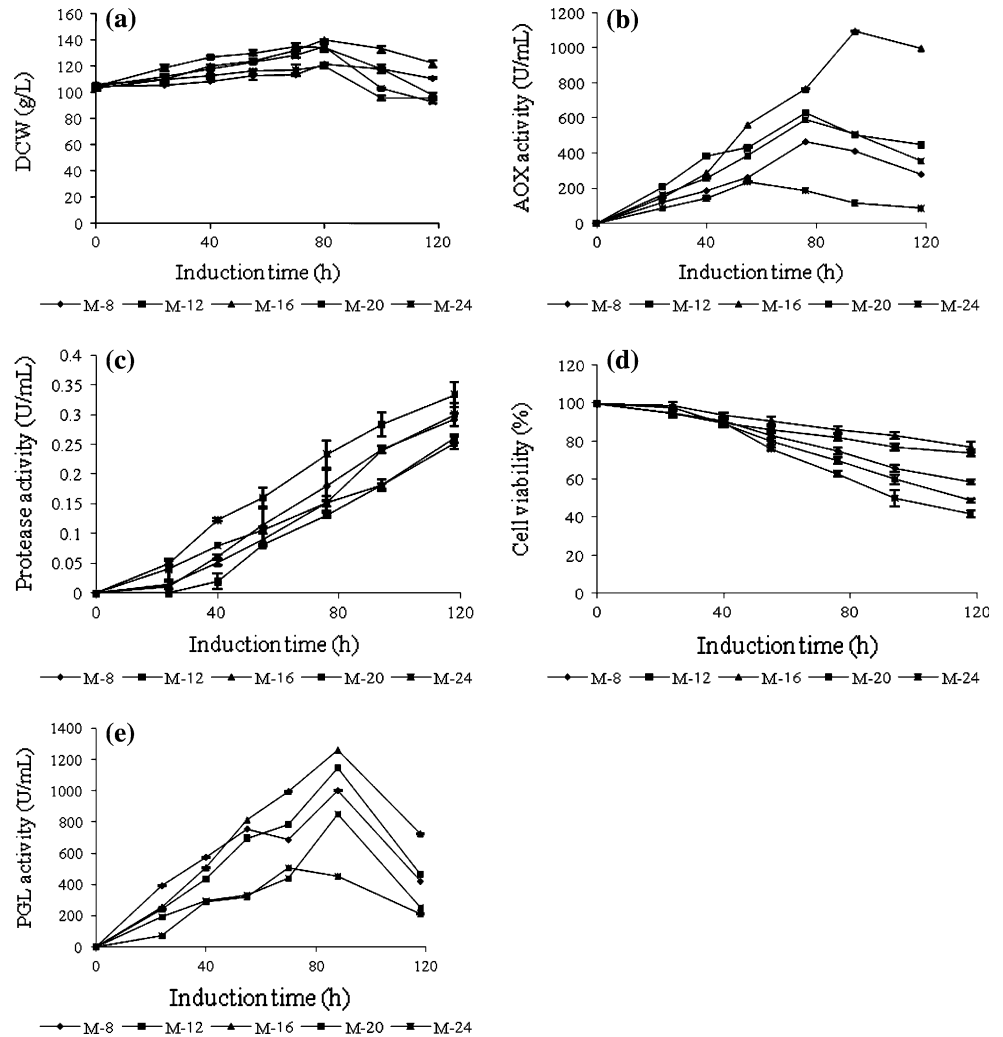 (a)
DCW (g/L)
160
140
120
100
80
60
40
20
0
0 40 80 120
Induction time (h)
M-8 M-12 M-16 M-20 M-24
(b)
AOX activity (U/mL)
1200
1000
800
600
400
200
0
0 40 80 120
Induction time (h)
M-8 M-12 M-16 M-20 M-24
(c)
Protease activity (U/mL)
0.4
0.35
0.3
0.25
0.2
0.15
0.1
0.05
0
0 40 80 120
Induction time (h)
M-8 M-12 M-16 M-20 M-24
(d)
Cell viability (%)
120
100
80
60
40
20
0
0 40 80 120
Induction time (h)
M-8 M-12 M-16 M-20 M-24
(e)
PGL activity (U/mL)
1400
1200
1000
800
600
400
200
0
0 40 80 120
Induction time (h)
M-8 M-12 M-16 M-20 M-24